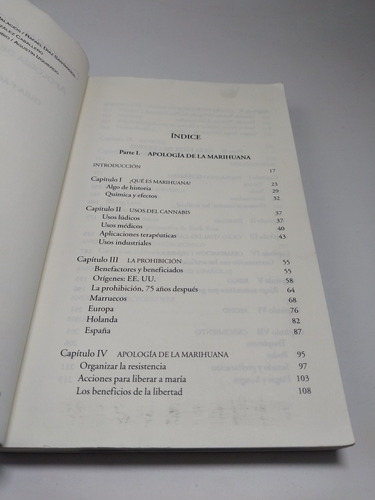 ÍNDICE
Parte I. APOLOGÍA DE LA MARIHUANA
INTRODUCCIÓN 17
Capítulo I ¿QUÉ ES MARIHUANA? 23
Algo de historia 29
Química y efectos 32
Capítulo II USOS DEL CANNABIS 37
Usos lúdicos 37
Usos médicos 40
Aplicaciones terapéuticas 43
Usos industriales
Capítulo III LA PROHIBICIÓN 55
Benefactores y beneficiados 55
Orígenes: EE. UU. 58
La prohibición, 75 años después 64
Marruecos 68
Europa 76
Holanda 82
España 87
Capítulo IV APOLOGÍA DE LA MARIHUANA 95
Organizar la resistencia 97
Acciones para liberar a maría 103
Los beneficios de la libertad 108